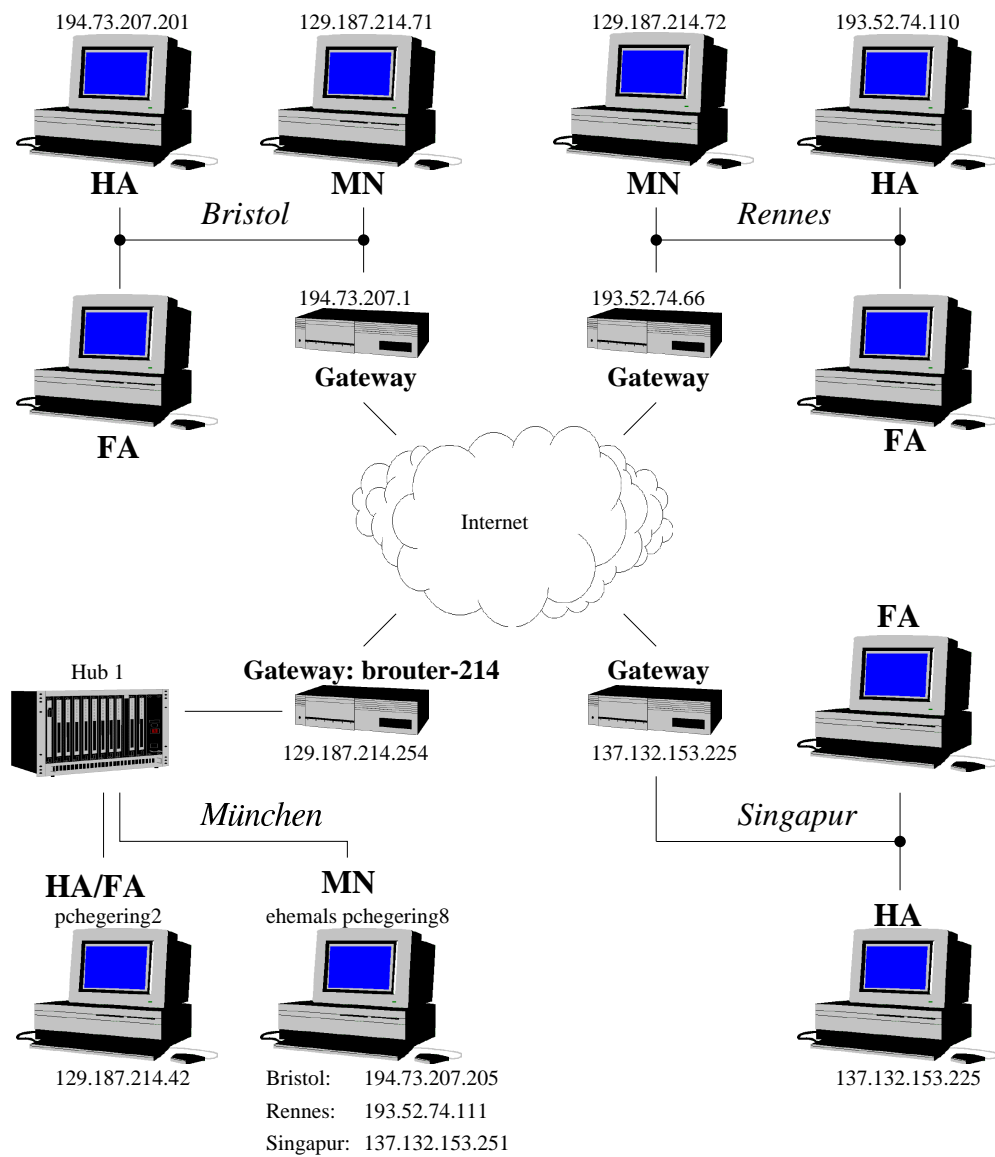 194.73.207.201
129.187.214.71
129.187.214.72
193.52.74.110
HA
MN
MN
HA
Bristol
Rennes
194.73.207.1
193.52.74.66
Gateway
Gateway
FA
FA
Internet
FA
Hub 1
Gateway: brouter-214
Gateway
129.187.214.254
137.132.153.225
München
Singapur
HA/FA
MN
pchegering2
ehemals pchegering8
HA
129.187.214.42
137.132.153.225
Bristol: 194.73.207.205
Rennes: 193.52.74.111
Singapur: 137.132.153.251